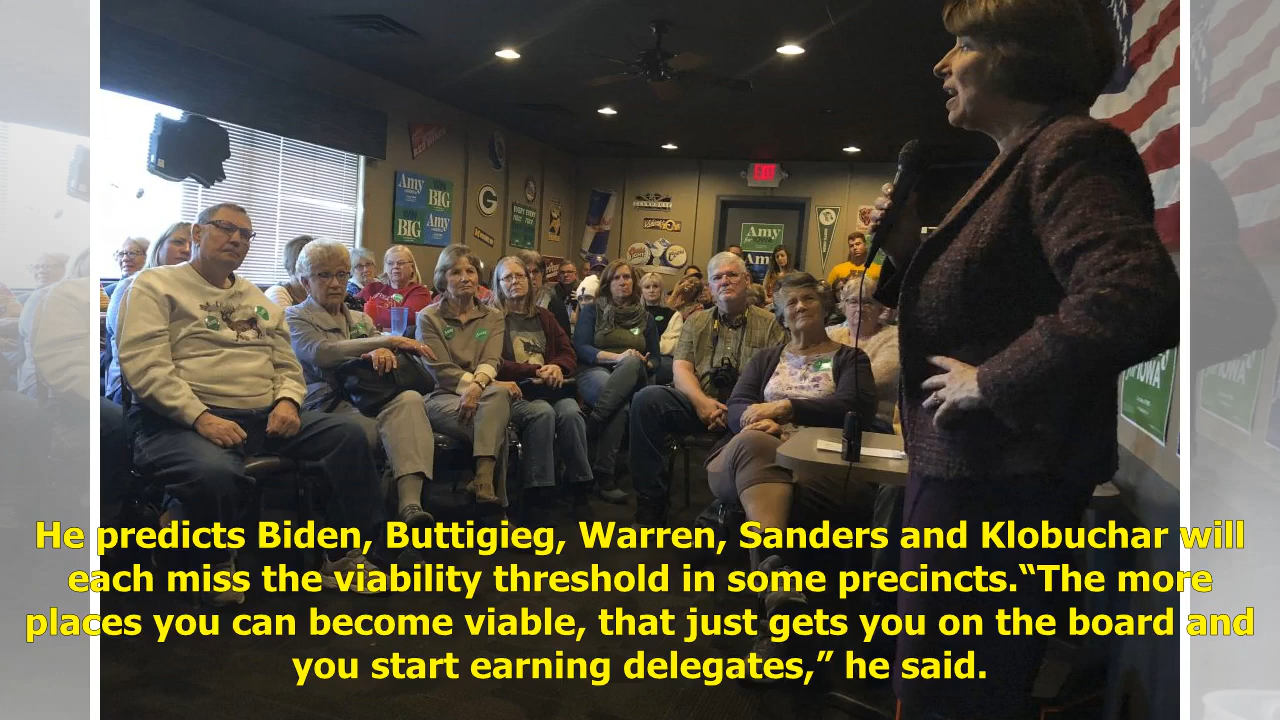 EXIT
Amy
BIG
BIG
Amy
G
Amy
Amy
IOWA
He predicts Biden, Buttigieg, Warren, Sanders and Klobuchar will
each miss the viability threshold in some precincts.“The more
places you can become viable, that just gets you on the board and
you start earning delegates,” he said.